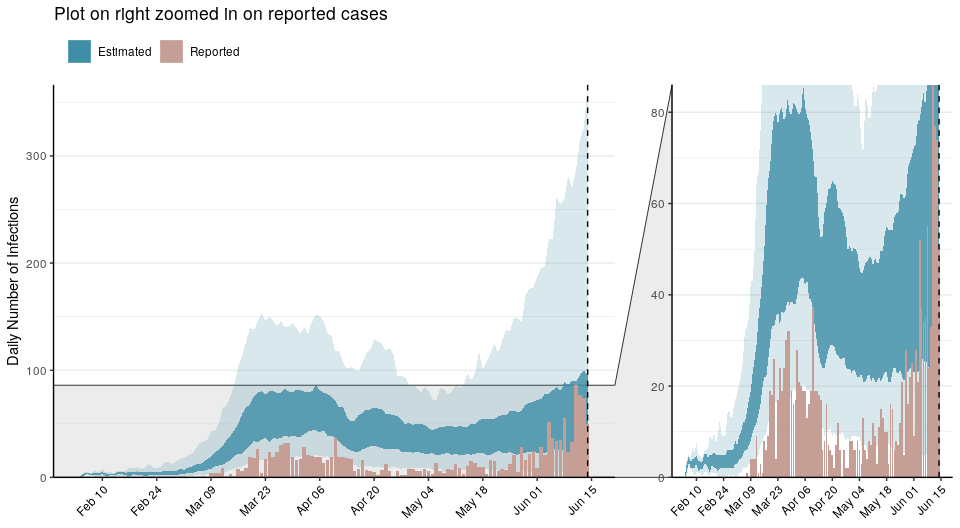 Plot on right zoomed in on reported cases
Estimated
Reported
Daily Number of Infections
300
200
100
0
Feb 10
Feb 24
Mar 09
Mar 23
Apr 06
Apr 20
May 04
May 18
Jun 01
Jun 15
80
60
40
20
0
Feb 10
Feb 24
Mar 09
Mar 23
Apr 06
Apr 20
May 04
May 18
Jun 01
Jun 15